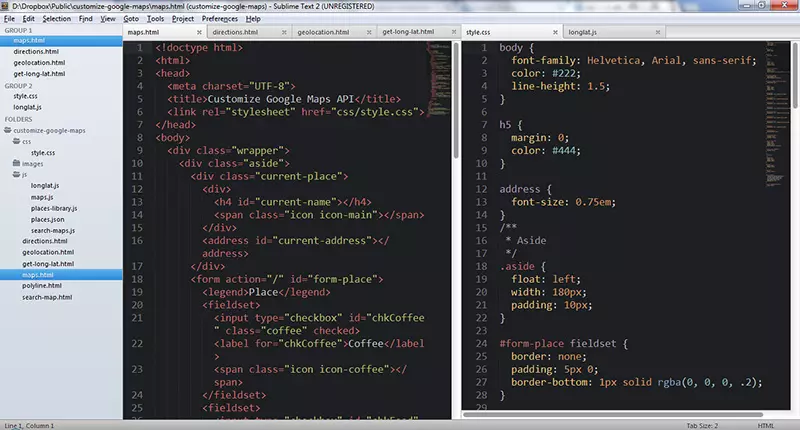 D:\Dropbox\Public\customize-google-maps\maps.html (customize-google-maps) - Sublime Text 2 (UNREGISTERED)
File Edit Selection Find View Goto Tools Project Preferences Help
GROUP 1
maps.html
directions.html
geolocation.html
get-long-lat.html
GROUP 2
style.css
longlat.js
FOLDERS
customize-google-maps
css
style.css
images
js
longlat.js
maps.js
places-library.js
places.json
search-maps.js
directions.html
geolocation.html
get-long-lat.html
maps.html
polyline.html
search-map.html
maps.html directions.html geolocation.html get-long-lat.html
1 <!doctype html>
2 <html>
3 <head>
4 <meta charset="UTF-8">
5 <title>Customize Google Maps API</title>
6 <link rel="stylesheet" href="css/style.css">
7 </head>
8 <body>
9 <div class="wrapper">
10 <div class="aside">
11 <div class="current-place">
12 <div>
13 <h4 id="current-name"></h4>
14 <span class="icon icon-main"></span>
15 </div>
16 <address id="current-address"></
address>
17 </div>
18 <form action="/" id="form-place">
19 <legend>Place</legend>
20 <fieldset>
21 <input type="checkbox" id="chkCoffee
" class="coffee" checked>
22 <label for="chkCoffee">Coffee</label
>
23 <span class="icon icon-coffee"></
span>
24 </fieldset>
25 <fieldset>
26 <input type="checkbox" id="chkFood
style.css longlat.js
1 body {
2 font-family: Helvetica, Arial, sans-serif;
3 color: #222;
4 line-height: 1.5;
5 }
6
7 h5 {
8 margin: 0;
9 color: #444;
10 }
11
12 address {
13 font-size: 0.75em;
14 }
15 /**
16 * Aside
17 */
18 .aside {
19 float: left;
20 width: 180px;
21 padding: 10px;
22 }
23
24 #form-place fieldset {
25 border: none;
26 padding: 5px 0;
27 border-bottom: 1px solid rgba(0, 0, 0, .2);
28 }
29
Line 1, Column 1 Tab Size: 2 HTML